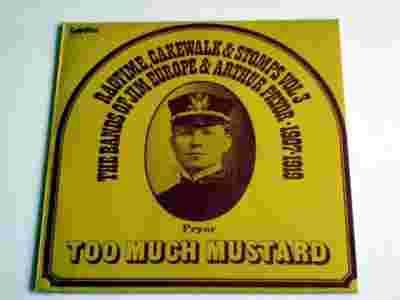 RAGTIME, CAKEWALK & STOMPS VOL.3
THE BANDS OF JIM EUROPE & ARTHUR PRYOR · 1907-1919
Pryor
TOO MUCH MUSTARD